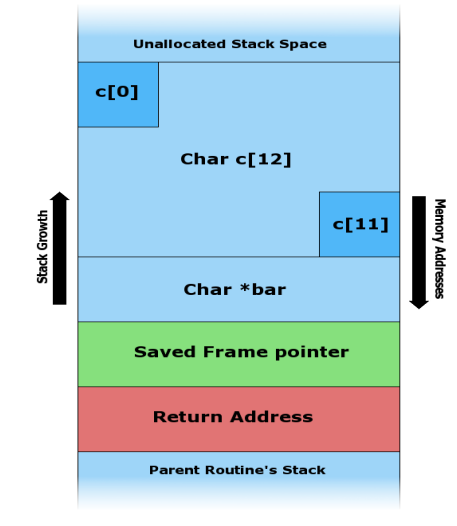 Unallocated Stack Space
c[0]
Char c[12]
c[11]
Stack Growth
Memory Addresses
Char *bar
Saved Frame pointer
Return Address
Parent Routine's Stack